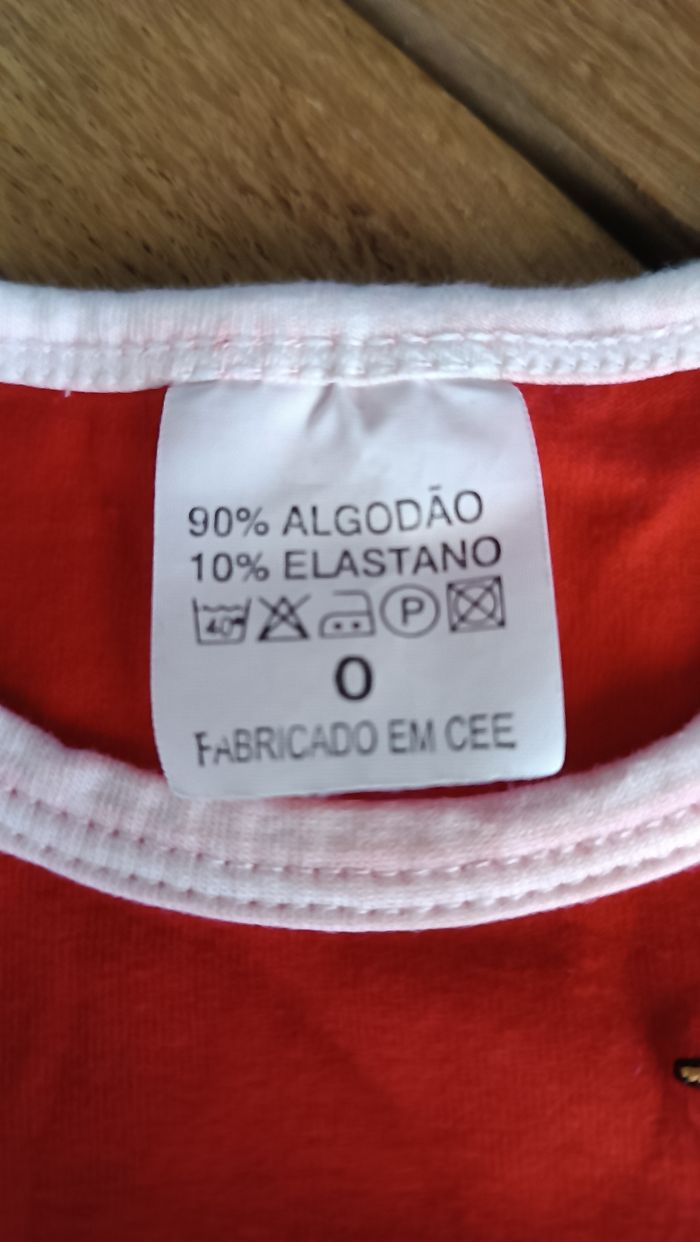 90% ALGODÃO
10% ELASTANO
40° P
0
FABRICADO EM CEE